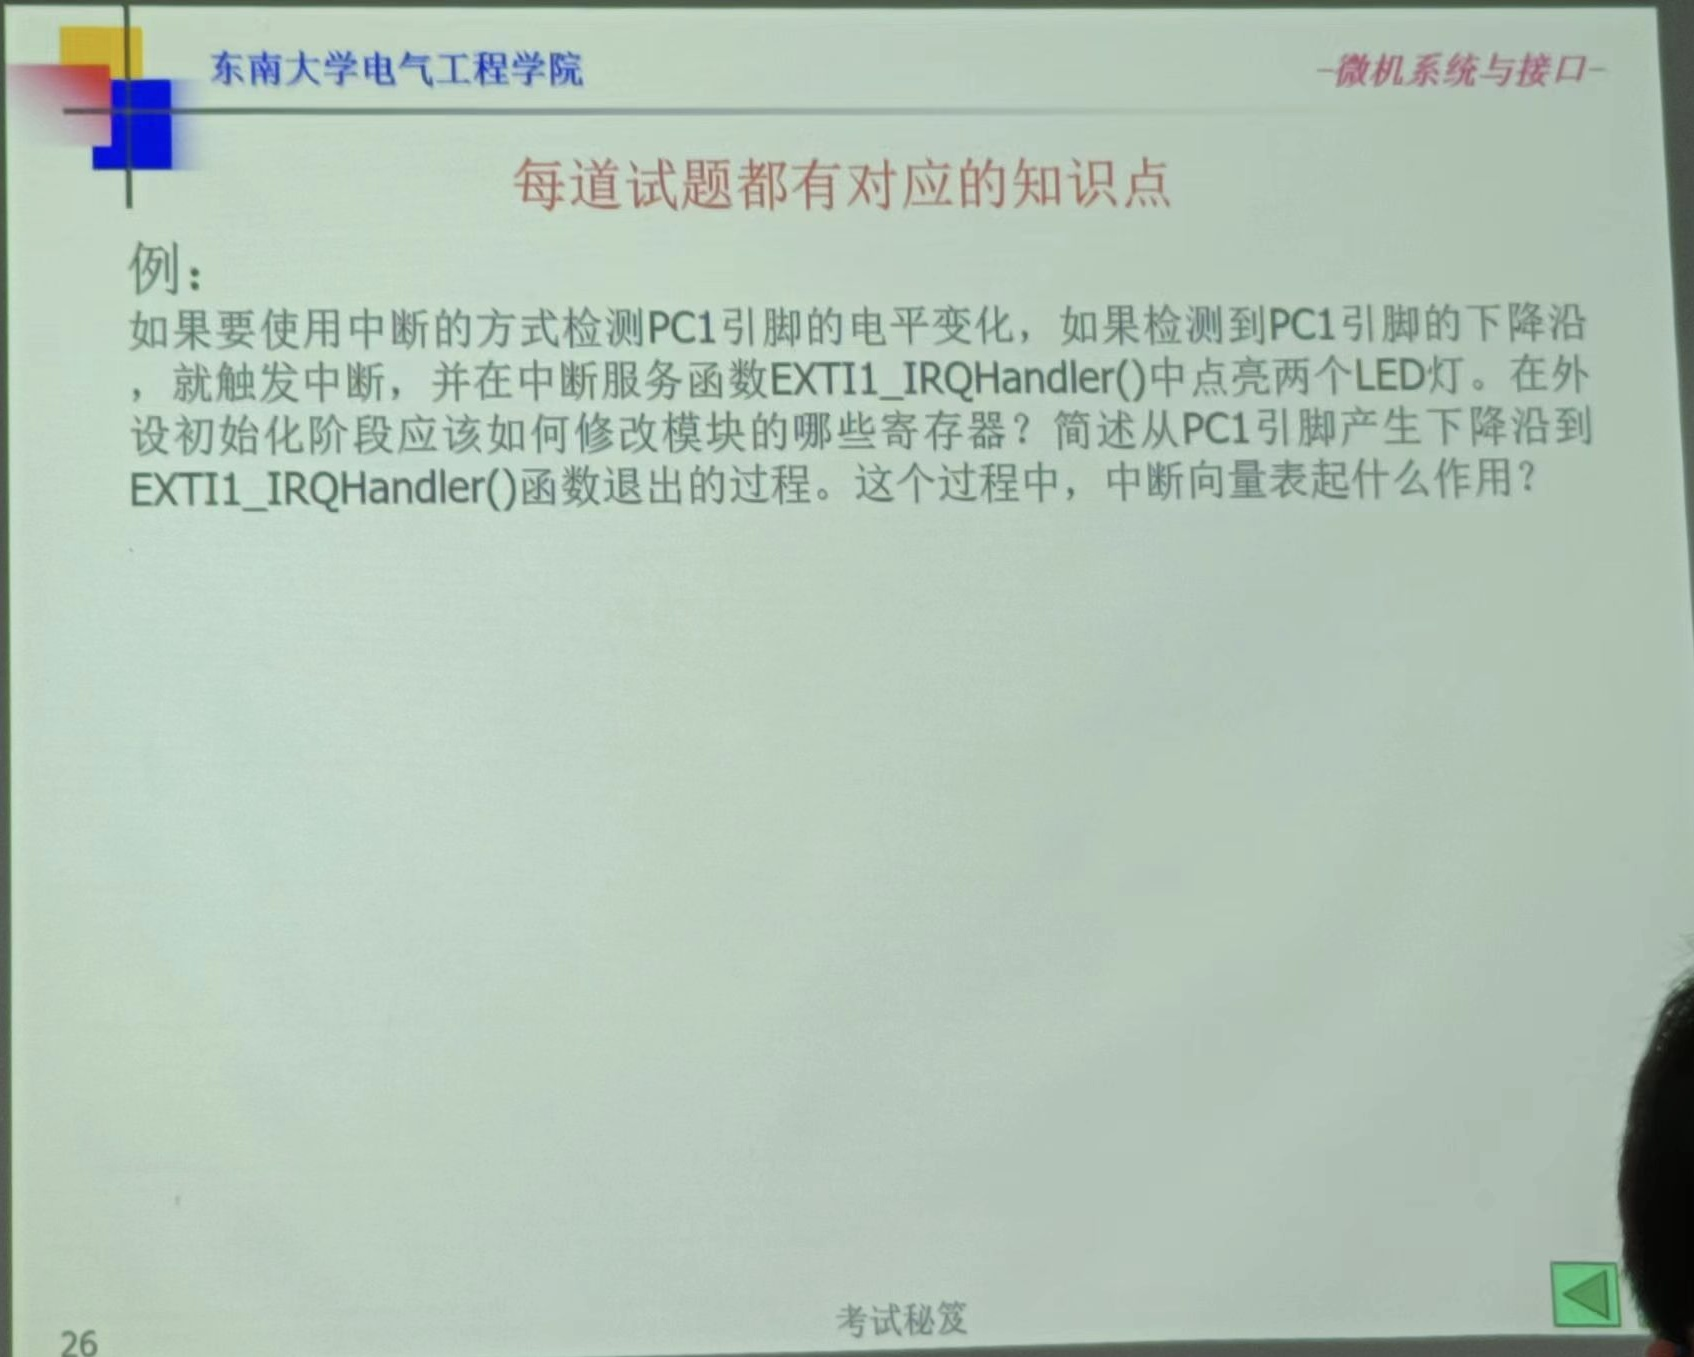 东南大学电气工程学院
-微机系统与接口-
每道试题都有对应的知识点
例：
如果要使用中断的方式检测PC1引脚的电平变化，如果检测到PC1引脚的下降沿
，就触发中断，并在中断服务函数EXTI1_IRQHandler()中点亮两个LED灯。在外
设初始化阶段应该如何修改模块的哪些寄存器？简述从PC1引脚产生下降沿到
EXTI1_IRQHandler()函数退出的过程。这个过程中，中断向量表起什么作用？
考试秘笈
26